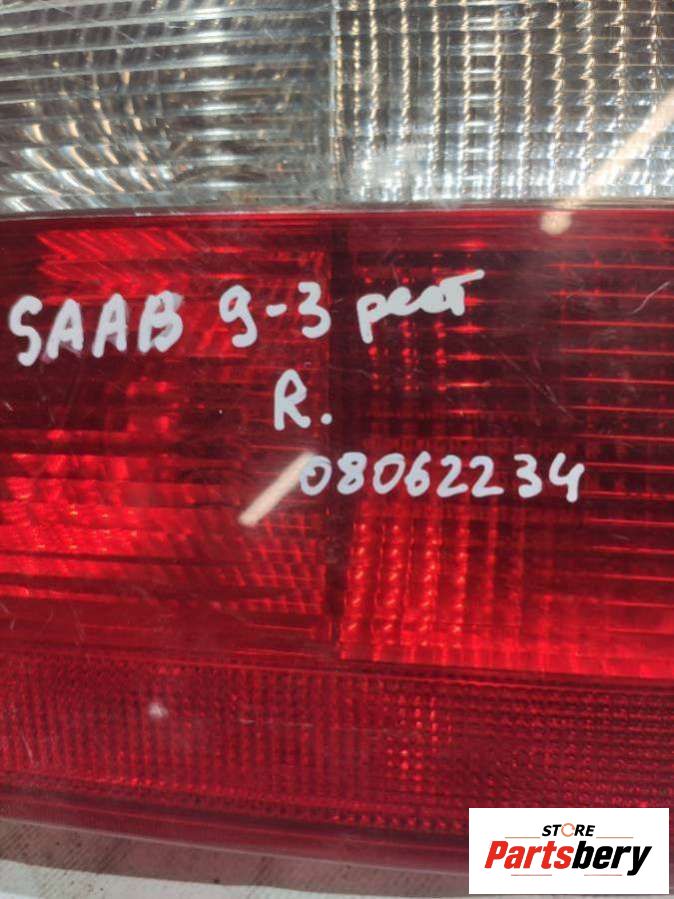 SAAB 9-3 рест
R.
08062234
STORE
Partsbery